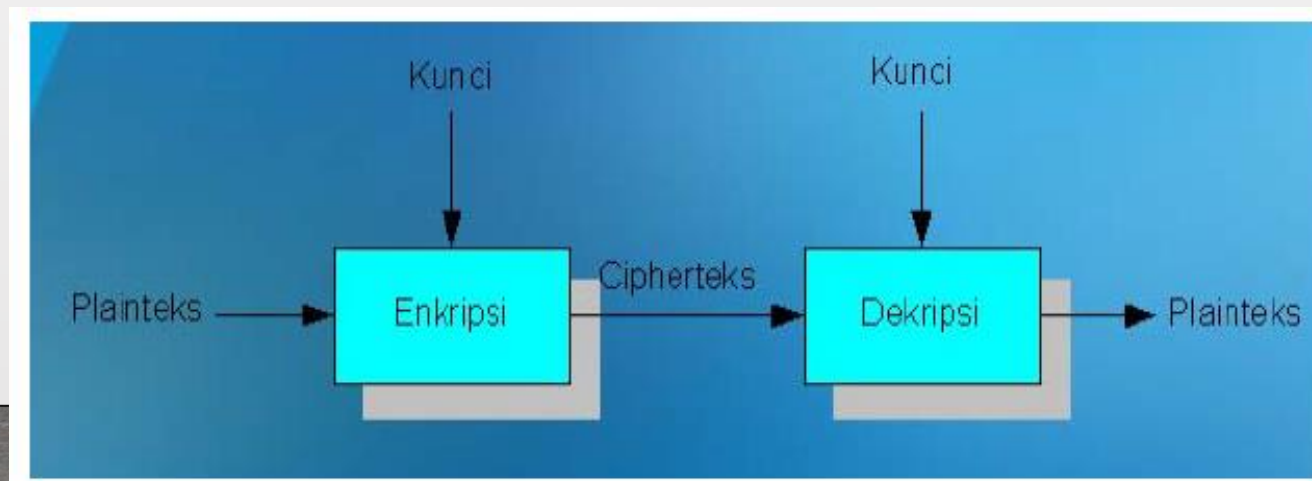 Kunci
Kunci
Plainteks
Enkripsi
Cipherteks
Dekripsi
Plainteks